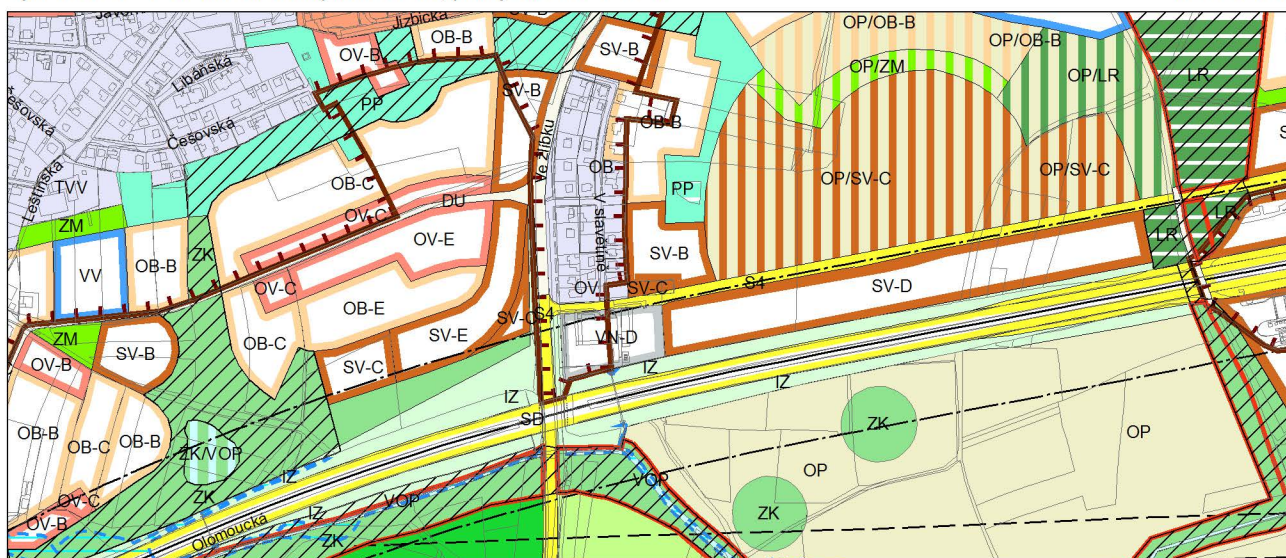 Jizbická
SV-B
OB-B
OV-B
SV-B
OP/OB-B
OP/OB-B
OP/ZM
OP/LR
LR
Libáňská
PP
SV-B
Češovská
OB-B
Ve žlíbku
OB
V stavetině
Leštínská
TVV
OB-C
PP
OP/SV-C
OP/SV-C
DU
OV-C
OV-E
ZM
ZK
OB-B
VV
SV-B
LR
LR
OV-C
OV
SV-C
S4
SV-D
OB-E
S4
SV-C
SV-E
VN-D
ZM
OB-C
SV-B
SV-C
IZ
IZ
OV-B
IZ
SD
ZK
OP
OB-B
OB-C
OB-B
ZK/VOP
OP
IZ
VOP
ZK
OV-C
VOP
IZ
ZK
OV-B
Olomoucká
ZK